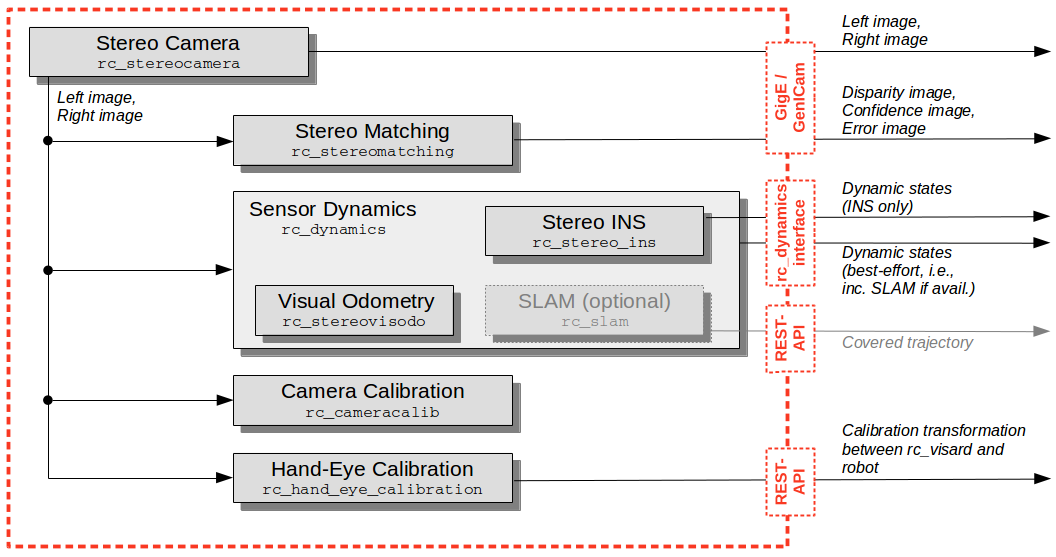 Stereo Camera
rc_stereocamera
Left image,
Right image
GigE /
GenICam
Left image,
Right image
Stereo Matching
rc_stereomatching
Disparity image,
Confidence image,
Error image
Sensor Dynamics
rc_dynamics
Stereo INS
rc_stereo_ins
Visual Odometry
rc_stereovisodo
SLAM (optional)
rc_slam
rc_dynamics
interface
Dynamic states
(INS only)
Dynamic states
(best-effort, i.e.,
inc. SLAM if avail.)
REST-
API
Covered trajectory
Camera Calibration
rc_cameracalib
Hand-Eye Calibration
rc_hand_eye_calibration
REST-
API
Calibration transformation
between rc_visard and
robot